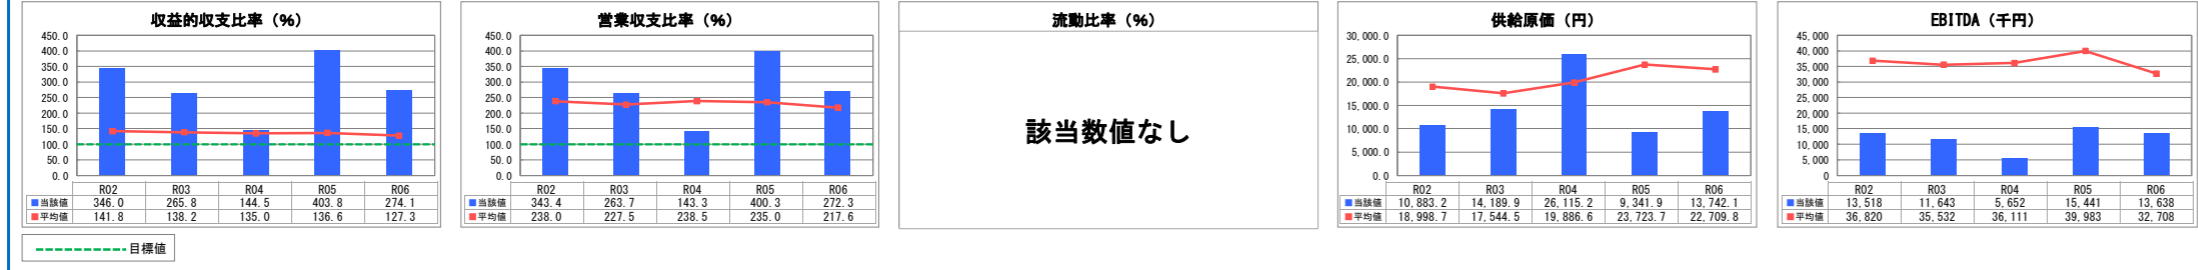 収益的収支比率（%）
450.0
400.0
350.0
300.0
250.0
200.0
150.0
100.0
50.0
0.0
R02 R03 R04 R05 R06
当該値 346.0 265.8 144.5 403.8 274.1
平均値 141.8 138.2 135.0 136.6 127.3
営業収支比率（%）
450.0
400.0
350.0
300.0
250.0
200.0
150.0
100.0
50.0
0.0
R02 R03 R04 R05 R06
当該値 343.4 263.7 143.3 400.3 272.3
平均値 238.0 227.5 238.5 235.0 217.6
流動比率（%）
該当数値なし
供給原価（円）
30,000.0
25,000.0
20,000.0
15,000.0
10,000.0
5,000.0
0.0
R02 R03 R04 R05 R06
当該値 10,883.2 14,189.9 26,115.2 9,341.9 13,742.1
平均値 18,998.7 17,544.5 19,886.6 23,723.7 22,709.8
EBITDA（千円）
45,000
40,000
35,000
30,000
25,000
20,000
15,000
10,000
5,000
0
R02 R03 R04 R05 R06
当該値 13,518 11,643 5,652 15,441 13,638
平均値 36,820 35,532 36,111 39,983 32,708
目標値